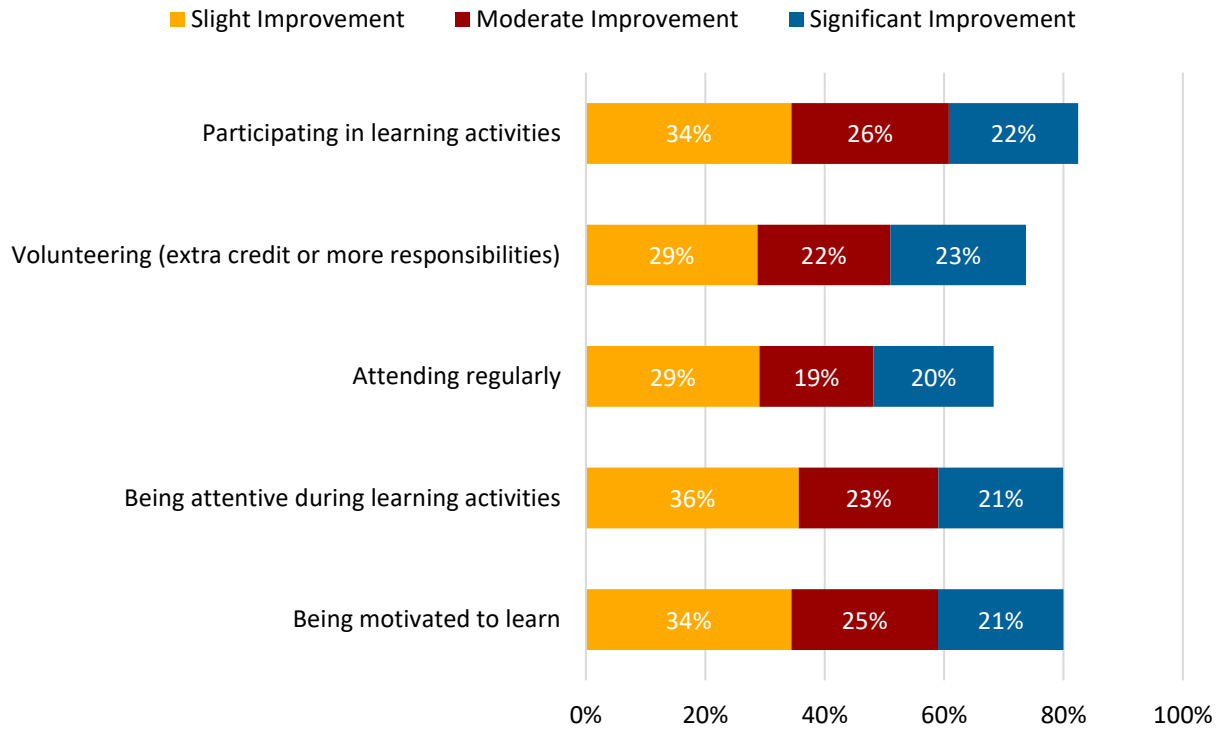 Slight Improvement Moderate Improvement Significant Improvement
Participating in learning activities 34% 26% 22%
Volunteering (extra credit or more responsibilities) 29% 22% 23%
Attending regularly 29% 19% 20%
Being attentive during learning activities 36% 23% 21%
Being motivated to learn 34% 25% 21%
0% 20% 40% 60% 80% 100%